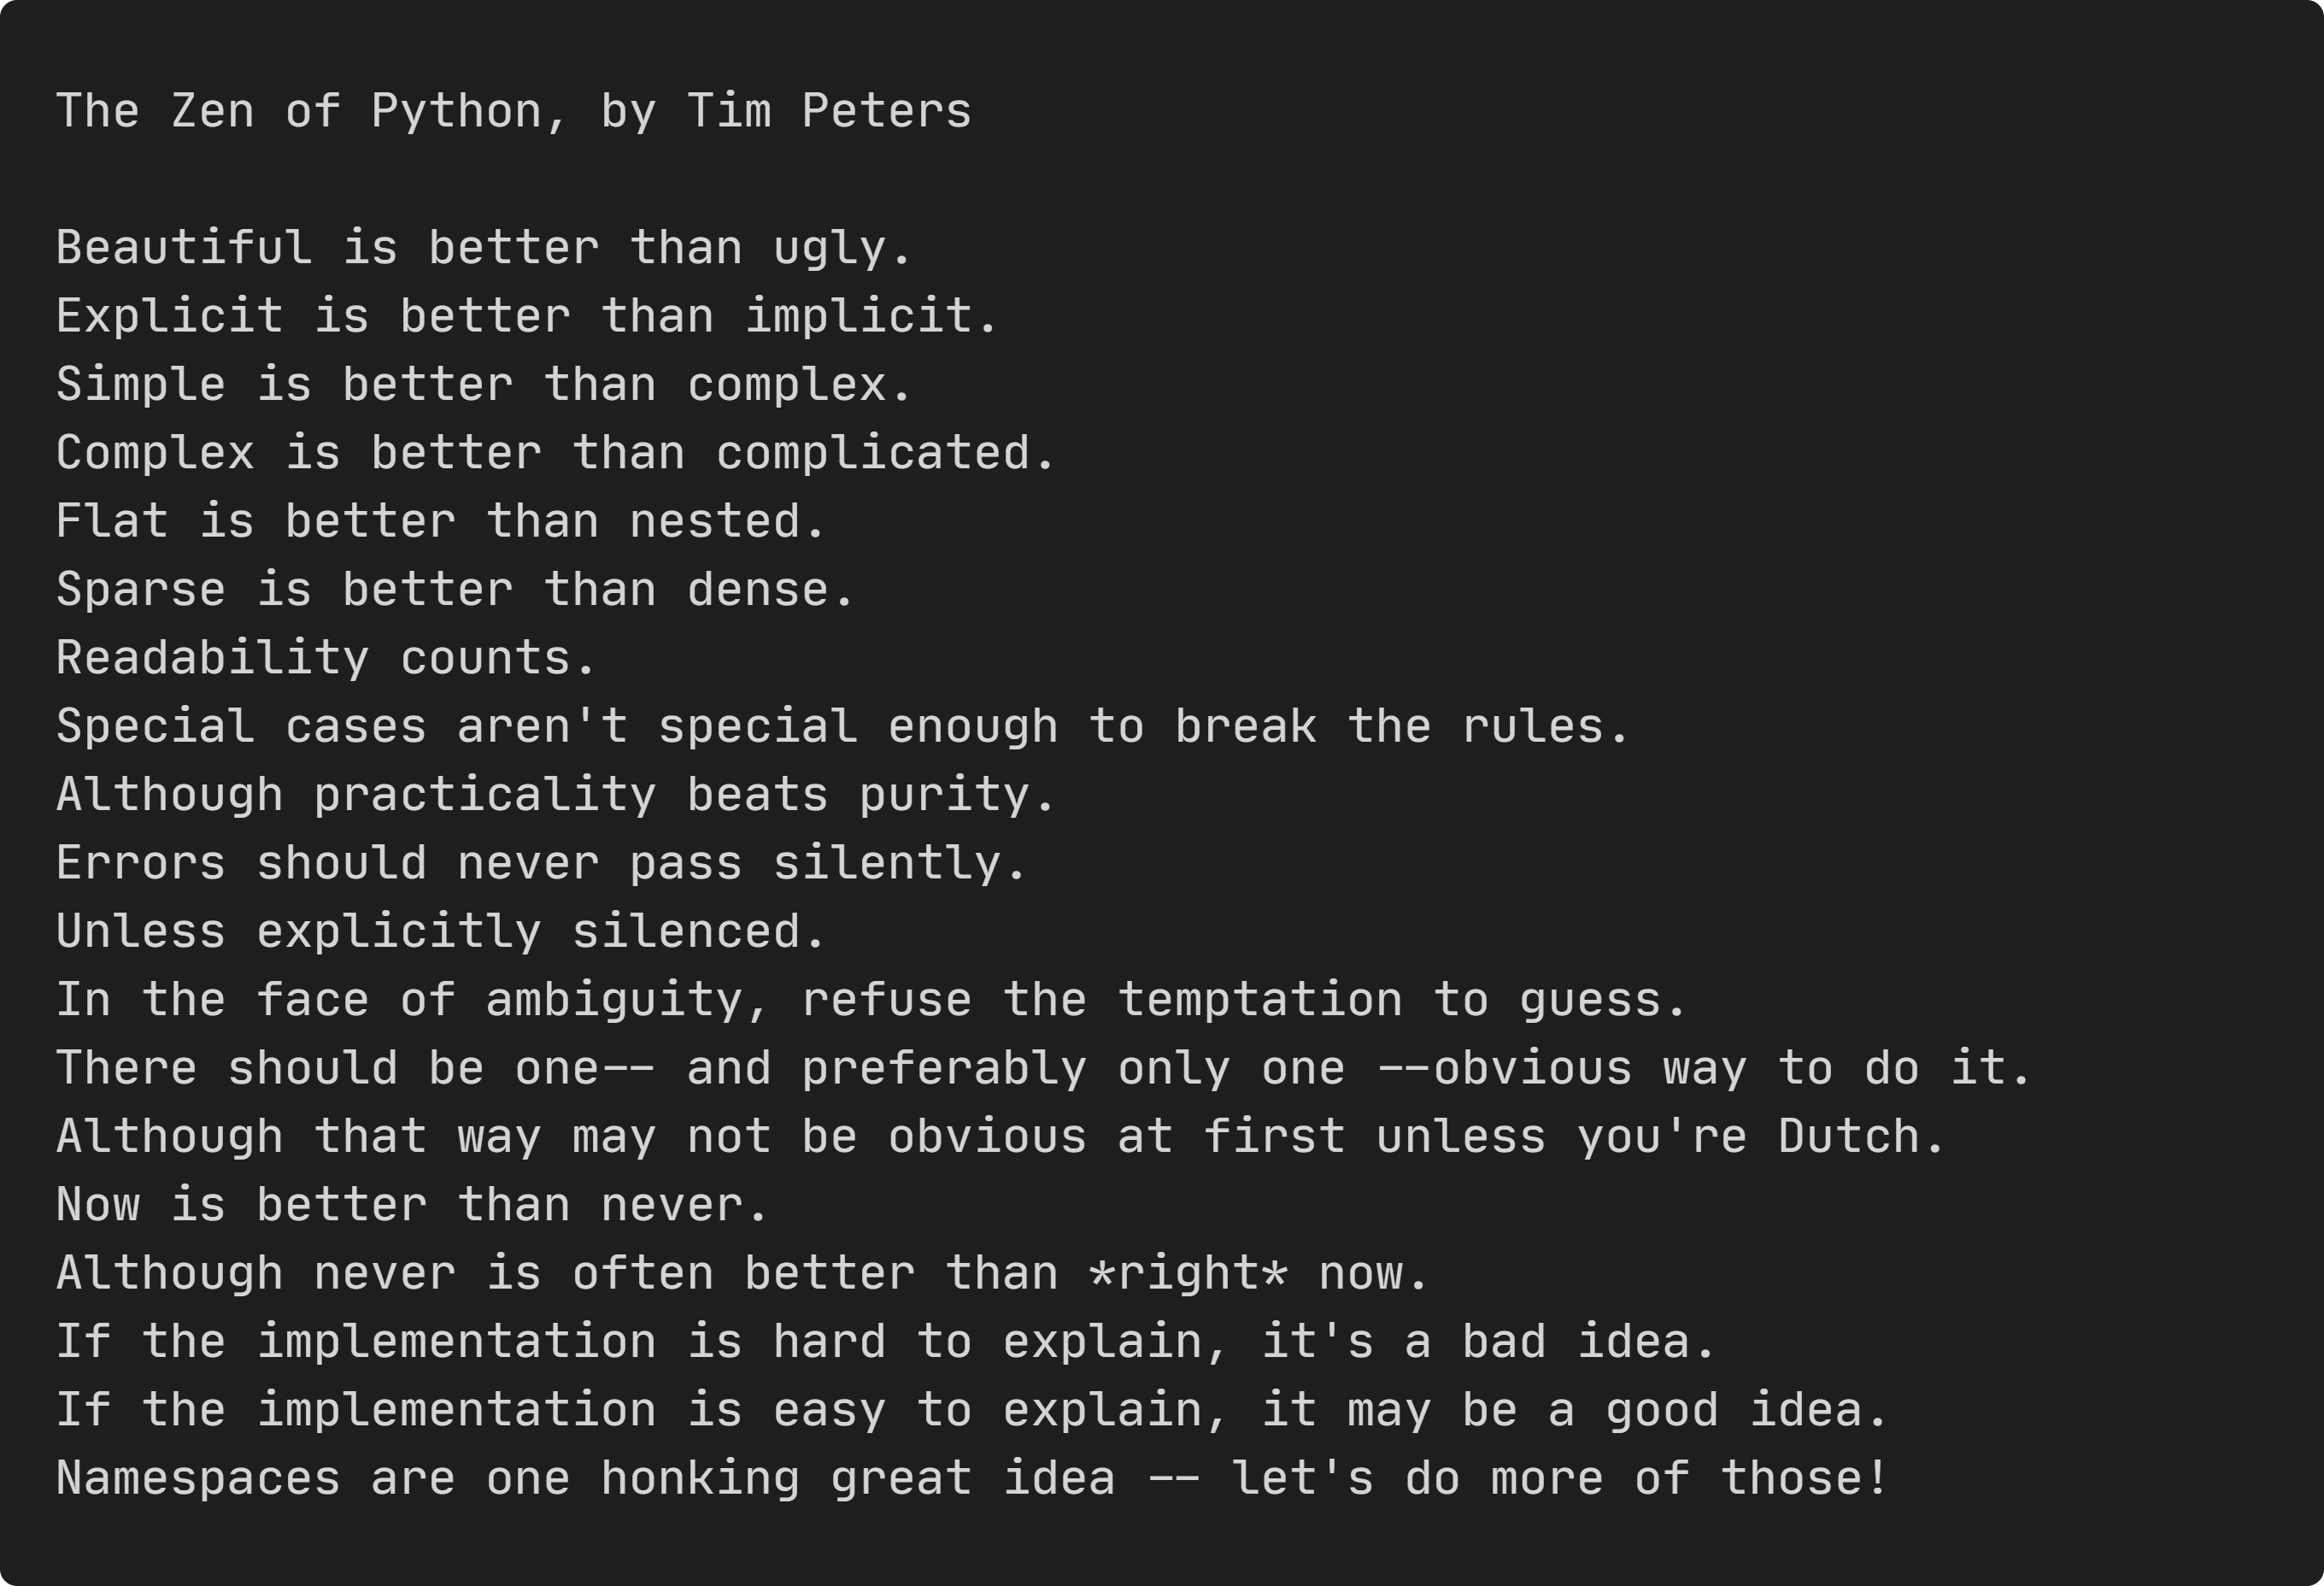 The Zen of Python, by Tim Peters

Beautiful is better than ugly.
Explicit is better than implicit.
Simple is better than complex.
Complex is better than complicated.
Flat is better than nested.
Sparse is better than dense.
Readability counts.
Special cases aren't special enough to break the rules.
Although practicality beats purity.
Errors should never pass silently.
Unless explicitly silenced.
In the face of ambiguity, refuse the temptation to guess.
There should be one-- and preferably only one --obvious way to do it.
Although that way may not be obvious at first unless you're Dutch.
Now is better than never.
Although never is often better than *right* now.
If the implementation is hard to explain, it's a bad idea.
If the implementation is easy to explain, it may be a good idea.
Namespaces are one honking great idea -- let's do more of those!